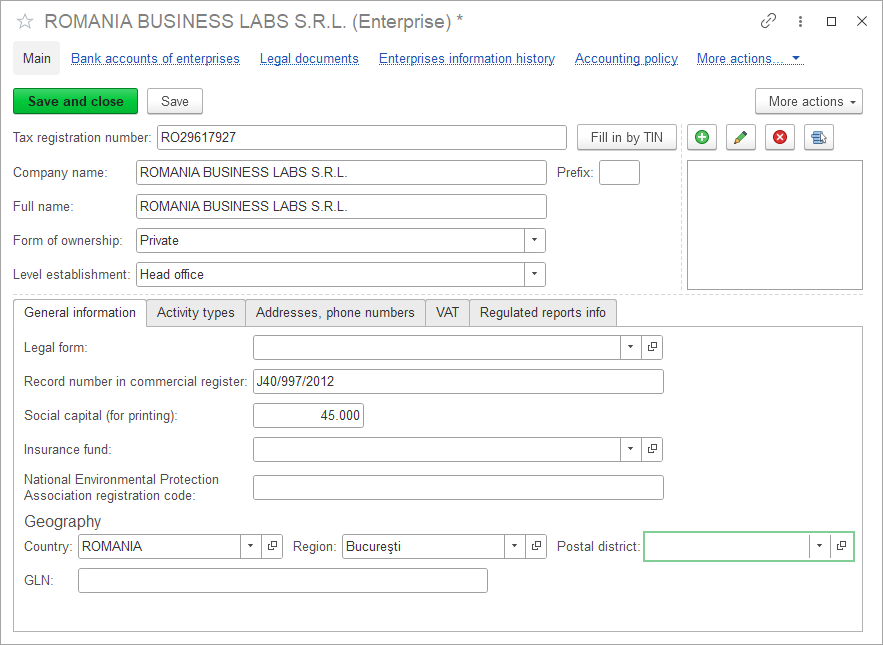 ROMANIA BUSINESS LABS S.R.L. (Enterprise) *
Main Bank accounts of enterprises Legal documents Enterprises information history Accounting policy More actions...
Save and close Save More actions
Tax registration number: RO29617927 Fill in by TIN
Company name: ROMANIA BUSINESS LABS S.R.L. Prefix:
Full name: ROMANIA BUSINESS LABS S.R.L.
Form of ownership: Private
Level establishment: Head office
General information Activity types Addresses, phone numbers VAT Regulated reports info
Legal form:
Record number in commercial register: J40/997/2012
Social capital (for printing): 45.000
Insurance fund:
National Environmental Protection
Association registration code:
Geography
Country: ROMANIA Region: Bucureşti Postal district:
GLN: